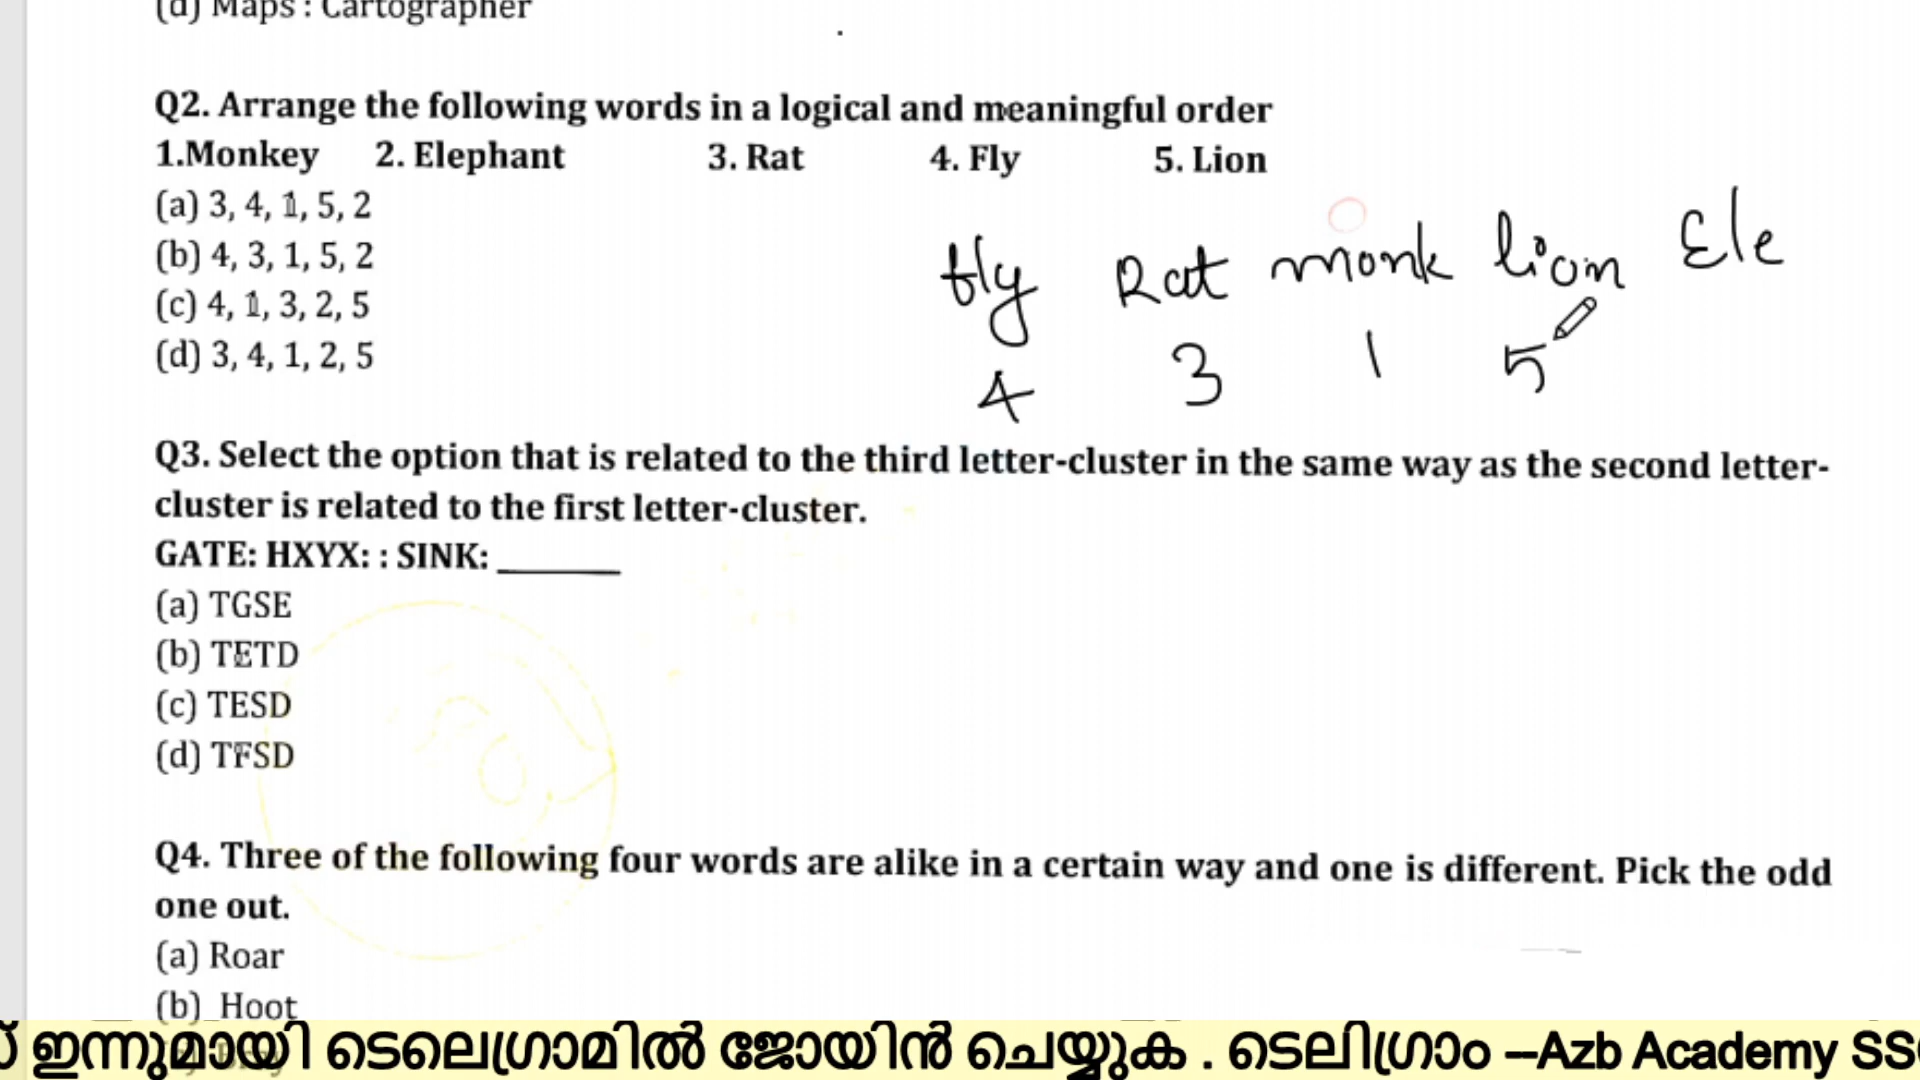 (d) Maps : Cartographer
Q2. Arrange the following words in a logical and meaningful order
1.Monkey 2. Elephant 3. Rat 4. Fly 5. Lion
(a) 3, 4, 1, 5, 2
(b) 4, 3, 1, 5, 2
(c) 4, 1, 3, 2, 5
(d) 3, 4, 1, 2, 5
fly Rat monk lion Ele
4 3 1 5
Q3. Select the option that is related to the third letter-cluster in the same way as the second letter-
cluster is related to the first letter-cluster.
GATE: HXYX: : SINK: ________
(a) TGSE
(b) TETD
(c) TESD
(d) TFSD
Q4. Three of the following four words are alike in a certain way and one is different. Pick the odd
one out.
(a) Roar
(b) Hoot
ഇന്നുമായി ടെലെഗ്രാമിൽ ജോയിൻ ചെയ്യുക . ടെലിഗ്രാം –Azb Academy SS